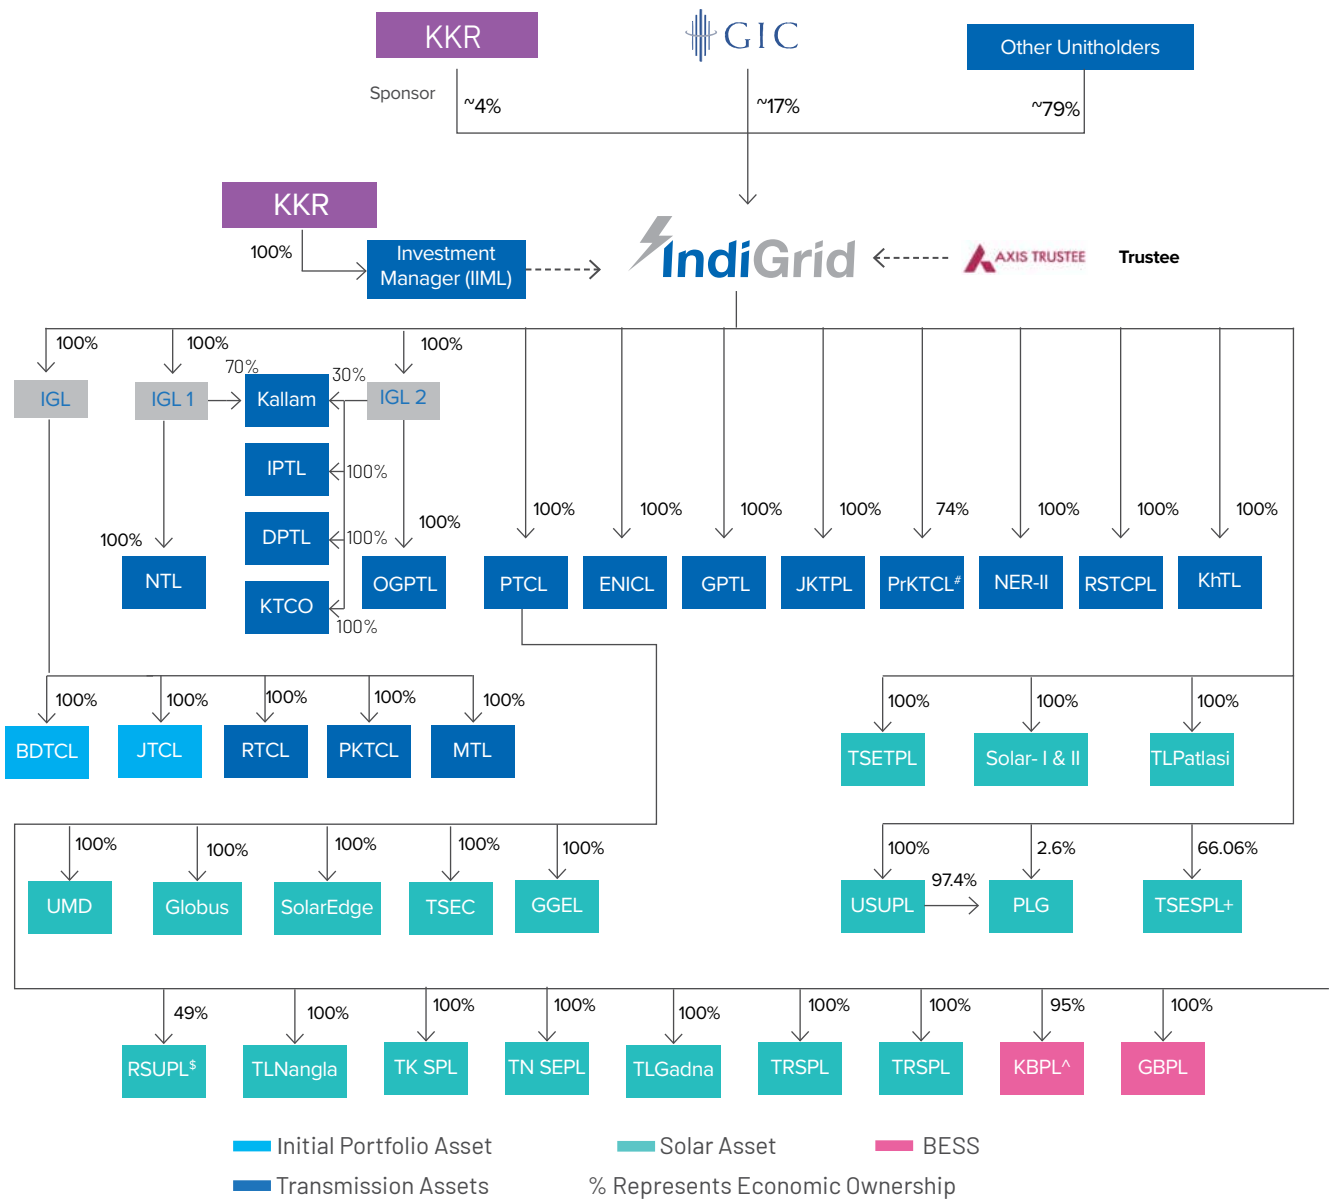 KKR
GIC
Other Unitholders
Sponsor
~4%
~17%
~79%
KKR
100%
Investment
Manager (IIML)
IndiGrid
AXIS TRUSTEE
Trustee
100%
100%
100%
70%
30%
IGL
IGL 1
Kallam
IGL 2
IPTL
100%
100%
DPTL
100%
100%
NTL
KTCO
100%
OGPTL
100%
100%
100%
100%
74%
100%
100%
100%
PTCL
ENICL
GPTL
JKTPL
PrKTCL#
NER-II
RSTCPL
KhTL
100%
100%
100%
100%
100%
BDTCL
JTCL
RTCL
PKTCL
MTL
100%
100%
100%
TSETPL
Solar- I & II
TLPatlasi
100%
100%
100%
100%
100%
UMD
Globus
SolarEdge
TSEC
GGEL
100%
2.6%
66.06%
97.4%
USUPL
PLG
TSESPL+
49%
100%
100%
100%
100%
100%
100%
95%
100%
RSUPL$
TLNangla
TK SPL
TN SEPL
TLGadna
TRSPL
TRSPL
KBPL^
GBPL
Initial Portfolio Asset
Solar Asset
BESS
Transmission Assets
% Represents Economic Ownership